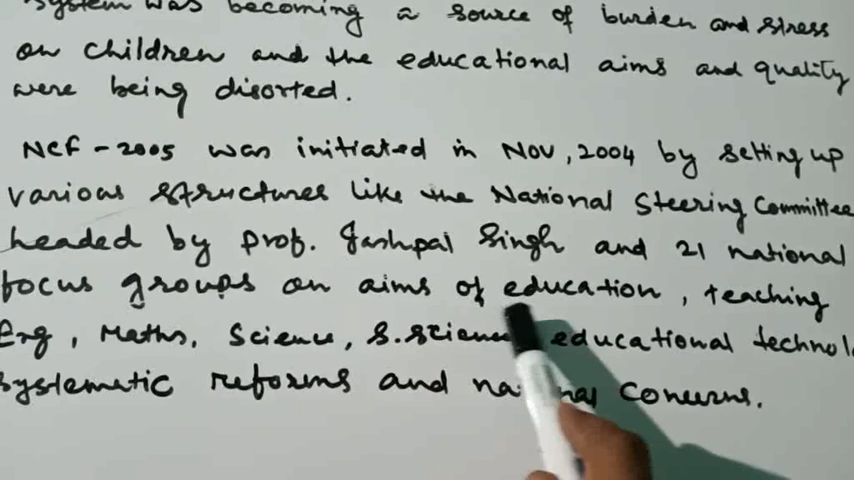 system was becoming a source of burden and stress
on children and the educational aims and quality
were being disorted.
NCF - 2005 was initiated in NOV, 2004 by setting up
various structures like the National Steering Committee
headed by prof. Yashpal Singh and 21 national
focus groups on aims of education, teaching
Eng, Maths, Science, S.Science, educational technol
systematic reforms and national concerns.